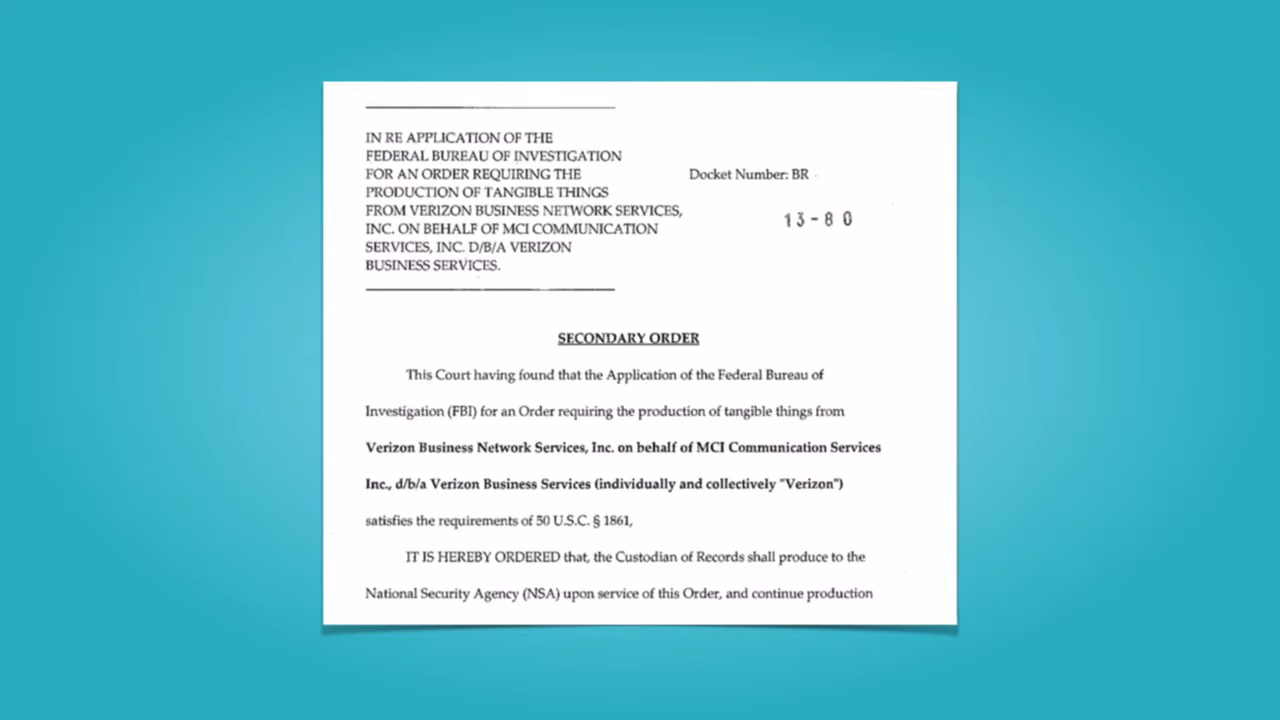 IN RE APPLICATION OF THE
FEDERAL BUREAU OF INVESTIGATION
FOR AN ORDER REQUIRING THE
PRODUCTION OF TANGIBLE THINGS
FROM VERIZON BUSINESS NETWORK SERVICES,
INC. ON BEHALF OF MCI COMMUNICATION
SERVICES, INC. D/B/A VERIZON
BUSINESS SERVICES.
Docket Number: BR
13-80
SECONDARY ORDER
This Court having found that the Application of the Federal Bureau of
Investigation (FBI) for an Order requiring the production of tangible things from
Verizon Business Network Services, Inc. on behalf of MCI Communication Services
Inc., d/b/a Verizon Business Services (individually and collectively "Verizon")
satisfies the requirements of 50 U.S.C. § 1861,
IT IS HEREBY ORDERED that, the Custodian of Records shall produce to the
National Security Agency (NSA) upon service of this Order, and continue production